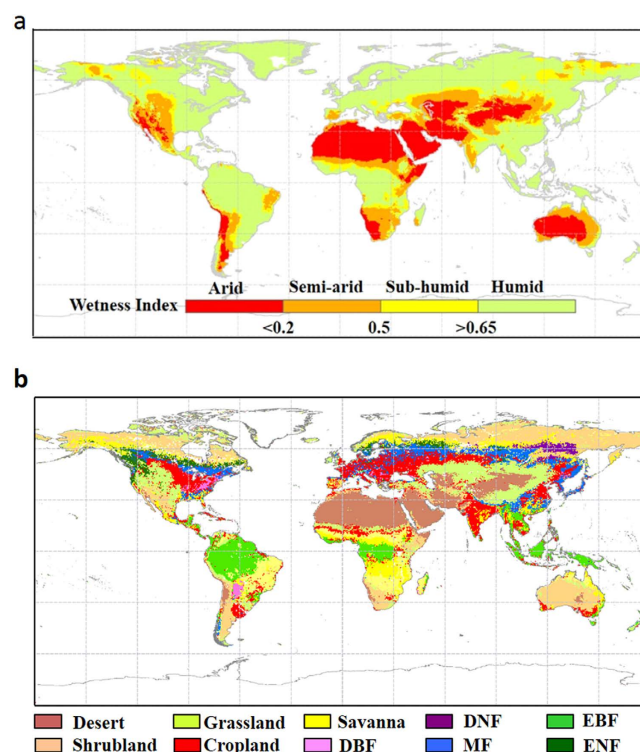 a
Arid Semi-arid Sub-humid Humid
Wetness Index
<0.2 0.5 >0.65
b
Desert Grassland Savanna DNF EBF
Shrubland Cropland DBF MF ENF